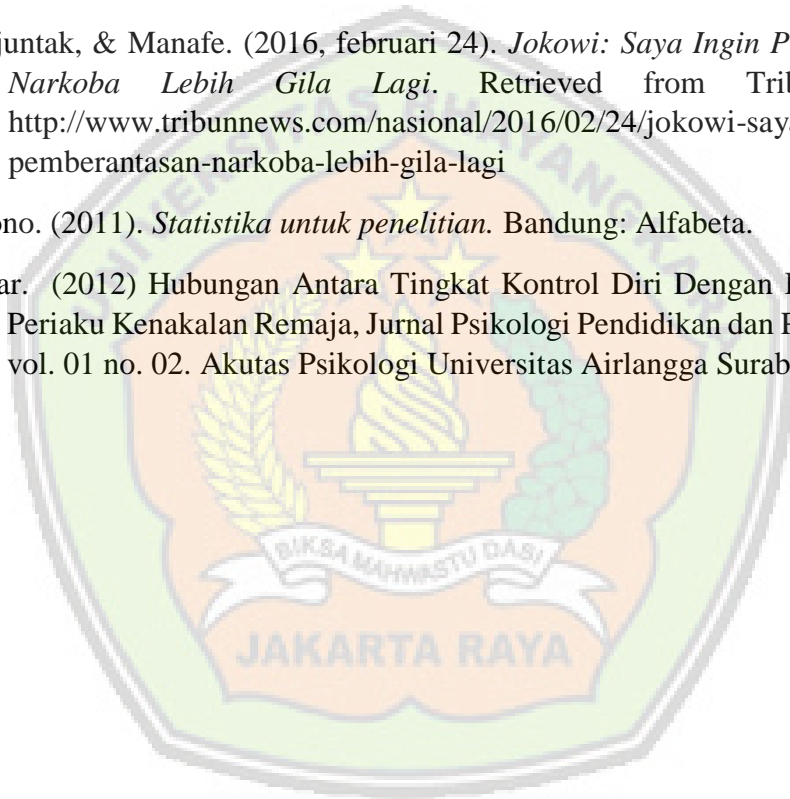 juntak, & Manafe. (2016, februari 24). Jokowi: Saya Ingin P
Narkoba Lebih Gila Lagi. Retrieved from Trib
http://www.tribunnews.com/nasional/2016/02/24/jokowi-saya
pemberantasan-narkoba-lebih-gila-lagi
ono. (2011). Statistika untuk penelitian. Bandung: Alfabeta.
ar. (2012) Hubungan Antara Tingkat Kontrol Diri Dengan
Periaku Kenakalan Remaja, Jurnal Psikologi Pendidikan dan P
vol. 01 no. 02. Akutas Psikologi Universitas Airlangga Surab
UNIVERSITAS BHAYANGKARA
BIKSA MAHWASTU DASI
JAKARTA RAYA